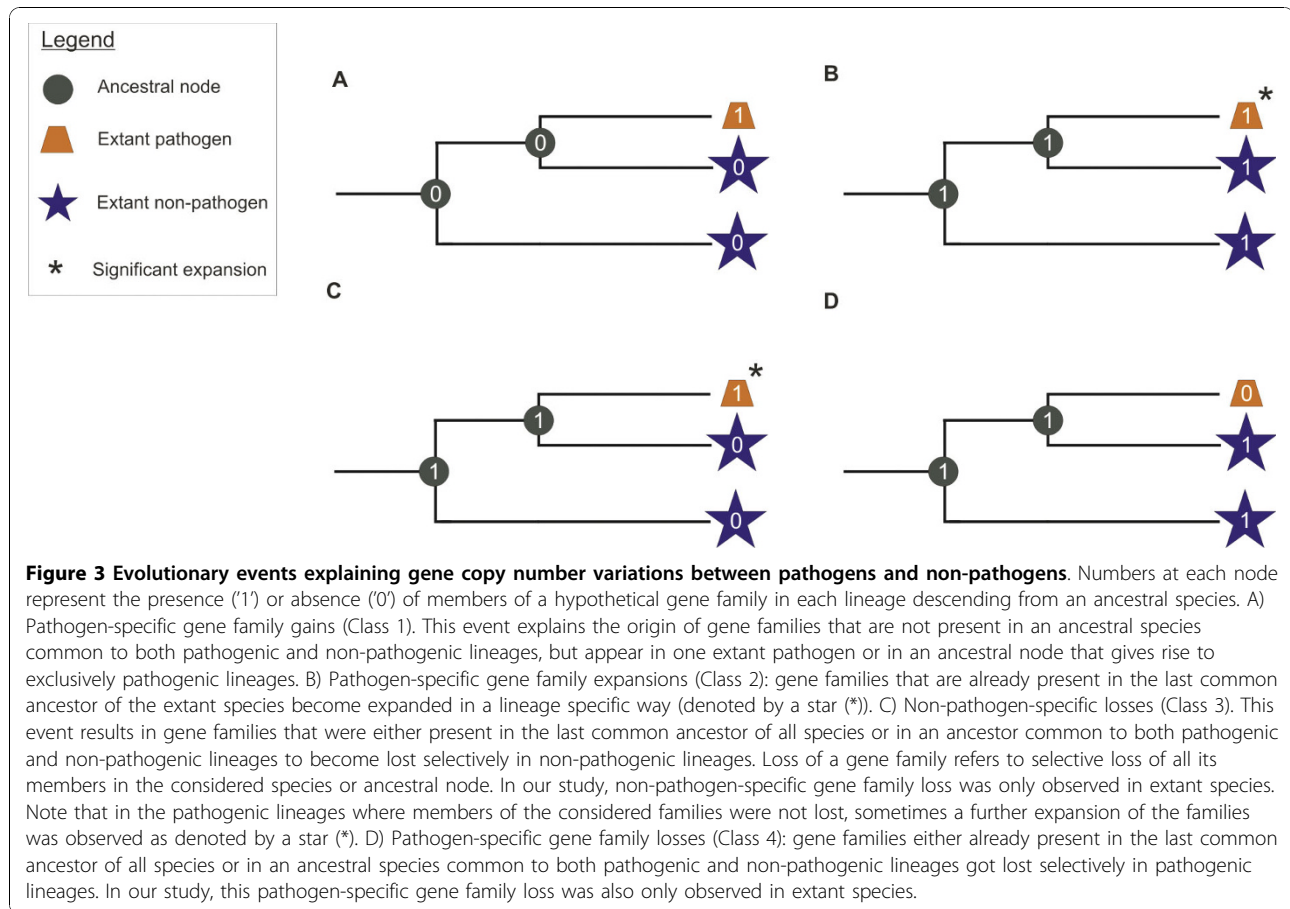 Legend
Ancestral node
Extant pathogen
Extant non-pathogen
* Significant expansion
A
1
0
0
0
0
B
1 *
1
1
1
1
C
1 *
1
0
1
0
D
0
1
1
1
1
Figure 3 Evolutionary events explaining gene copy number variations between pathogens and non-pathogens. Numbers at each node
represent the presence ('1') or absence ('0') of members of a hypothetical gene family in each lineage descending from an ancestral species. A)
Pathogen-specific gene family gains (Class 1). This event explains the origin of gene families that are not present in an ancestral species
common to both pathogenic and non-pathogenic lineages, but appear in one extant pathogen or in an ancestral node that gives rise to
exclusively pathogenic lineages. B) Pathogen-specific gene family expansions (Class 2): gene families that are already present in the last common
ancestor of the extant species become expanded in a lineage specific way (denoted by a star (*)). C) Non-pathogen-specific losses (Class 3). This
event results in gene families that were either present in the last common ancestor of all species or in an ancestor common to both pathogenic
and non-pathogenic lineages to become lost selectively in non-pathogenic lineages. Loss of a gene family refers to selective loss of all its
members in the considered species or ancestral node. In our study, non-pathogen-specific gene family loss was only observed in extant species.
Note that in the pathogenic lineages where members of the considered families were not lost, sometimes a further expansion of the families
was observed as denoted by a star (*). D) Pathogen-specific gene family losses (Class 4): gene families either already present in the last common
ancestor of all species or in an ancestral species common to both pathogenic and non-pathogenic lineages got lost selectively in pathogenic
lineages. In our study, this pathogen-specific gene family loss was also only observed in extant species.